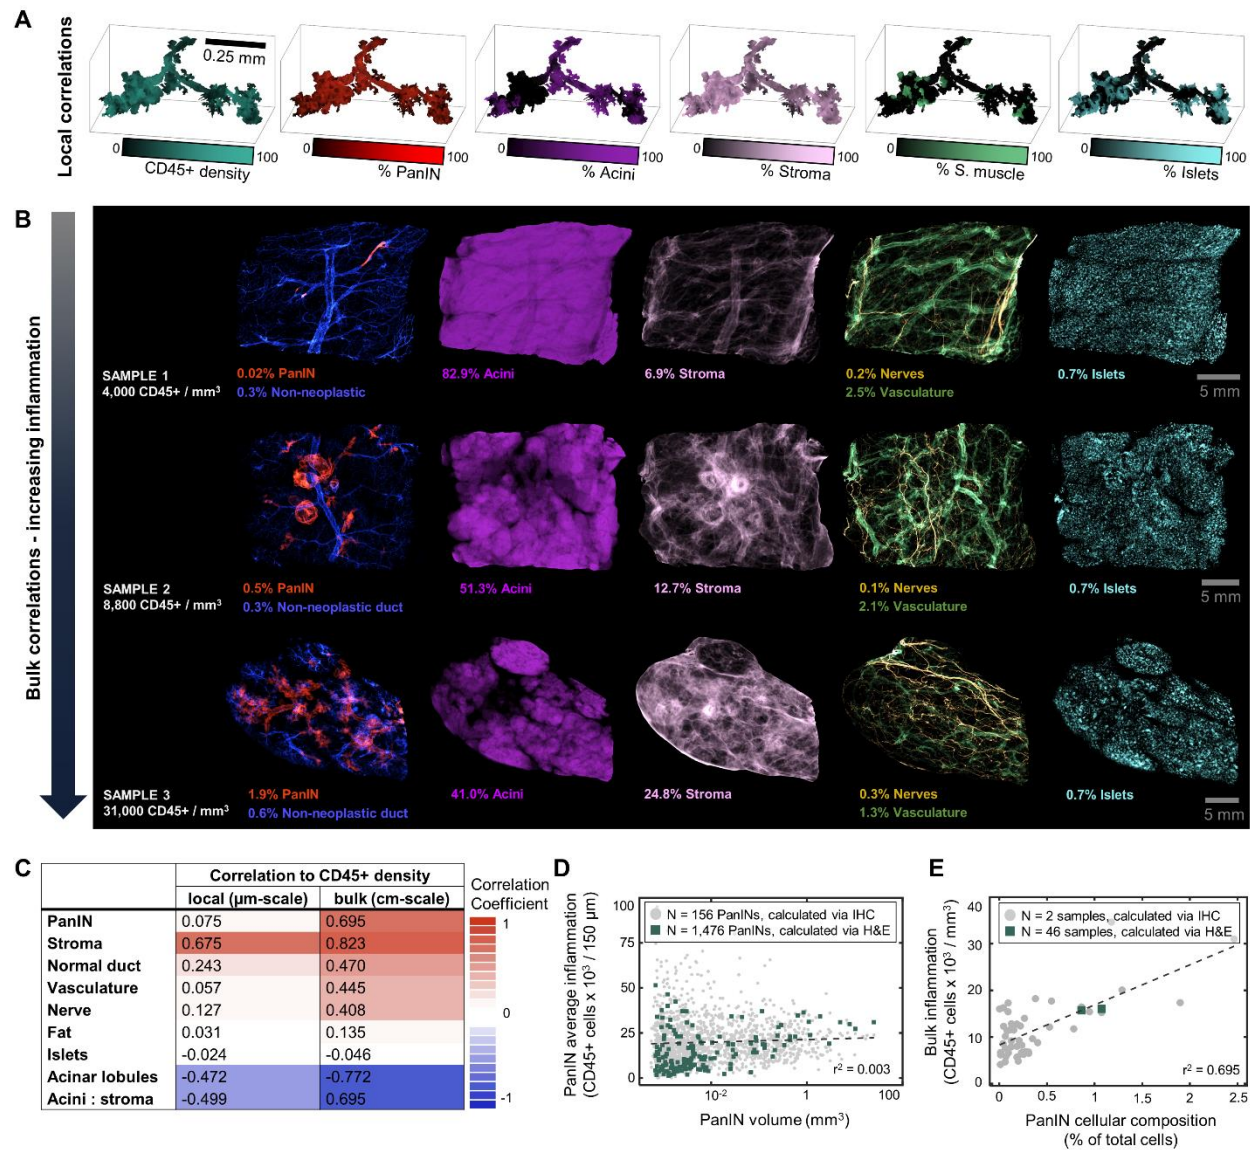 A
Local correlations
0.25 mm
0 100
CD45+ density
0 100
% PanIN
0 100
% Acini
0 100
% Stroma
0 100
% S. muscle
0 100
% Islets
B
Bulk correlations - increasing inflammation
SAMPLE 1
4,000 CD45+ / mm³
0.02% PanIN
0.3% Non-neoplastic
82.9% Acini
6.9% Stroma
0.2% Nerves
2.5% Vasculature
0.7% Islets
5 mm
SAMPLE 2
8,800 CD45+ / mm³
0.5% PanIN
0.3% Non-neoplastic duct
51.3% Acini
12.7% Stroma
0.1% Nerves
2.1% Vasculature
0.7% Islets
5 mm
SAMPLE 3
31,000 CD45+ / mm³
1.9% PanIN
0.6% Non-neoplastic duct
41.0% Acini
24.8% Stroma
0.3% Nerves
1.3% Vasculature
0.7% Islets
5 mm
C
Correlation to CD45+ density
local (µm-scale) bulk (cm-scale)
PanIN 0.075 0.695
Stroma 0.675 0.823
Normal duct 0.243 0.470
Vasculature 0.057 0.445
Nerve 0.127 0.408
Fat 0.031 0.135
Islets -0.024 -0.046
Acinar lobules -0.472 -0.772
Acini : stroma -0.499 0.695
Correlation
Coefficient
1
0
-1
D
PanIN average inflammation
(CD45+ cells x 10³ / 150 µm)
100
75
50
25
0
N = 156 PanINs, calculated via IHC
N = 1,476 PanINs, calculated via H&E
r² = 0.003
10⁻² 100
PanIN volume (mm³)
E
Bulk inflammation
(CD45+ cells x 10³ / mm³)
40
30
20
10
0
N = 2 samples, calculated via IHC
N = 46 samples, calculated via H&E
r² = 0.695
0 0.5 1 1.5 2 2.5
PanIN cellular composition
(% of total cells)